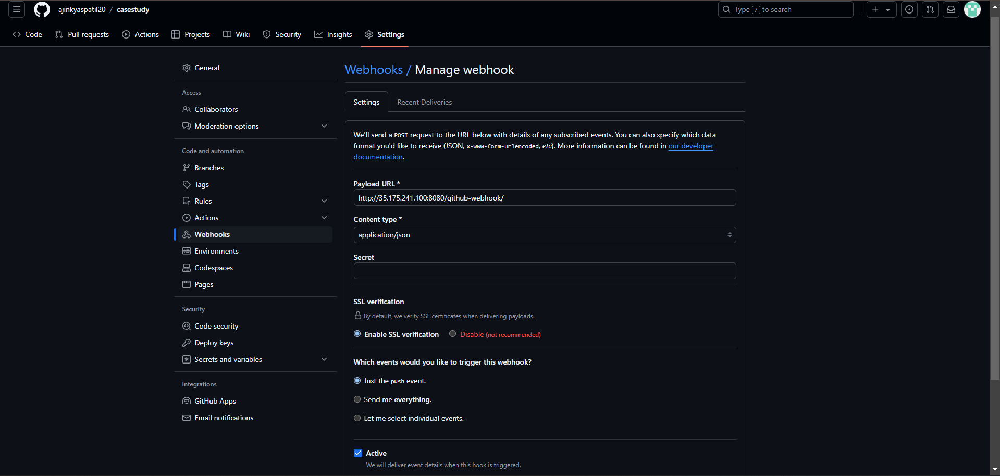 ajinkyaspatil20 / casestudy
Type / to search
Code
Pull requests
Actions
Projects
Wiki
Security
Insights
Settings
General
Access
Collaborators
Moderation options
Code and automation
Branches
Tags
Rules
Actions
Webhooks
Environments
Codespaces
Pages
Security
Code security
Deploy keys
Secrets and variables
Integrations
GitHub Apps
Email notifications
Webhooks / Manage webhook
Settings
Recent Deliveries
We'll send a POST request to the URL below with details of any subscribed events. You can also specify which data
format you'd like to receive (JSON, x-www-form-urlencoded, etc). More information can be found in our developer
documentation.
Payload URL *
http://35.175.241.100:8080/github-webhook/
Content type *
application/json
Secret
SSL verification
By default, we verify SSL certificates when delivering payloads.
Enable SSL verification
Disable (not recommended)
Which events would you like to trigger this webhook?
Just the push event.
Send me everything.
Let me select individual events.
Active
We will deliver event details when this hook is triggered.